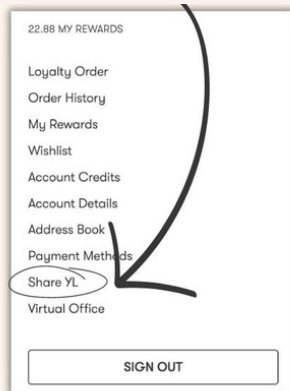 22.88 MY REWARDS
Loyalty Order
Order History
My Rewards
Wishlist
Account Credits
Account Details
Address Book
Payment Methods
Share YL
Virtual Office
SIGN OUT